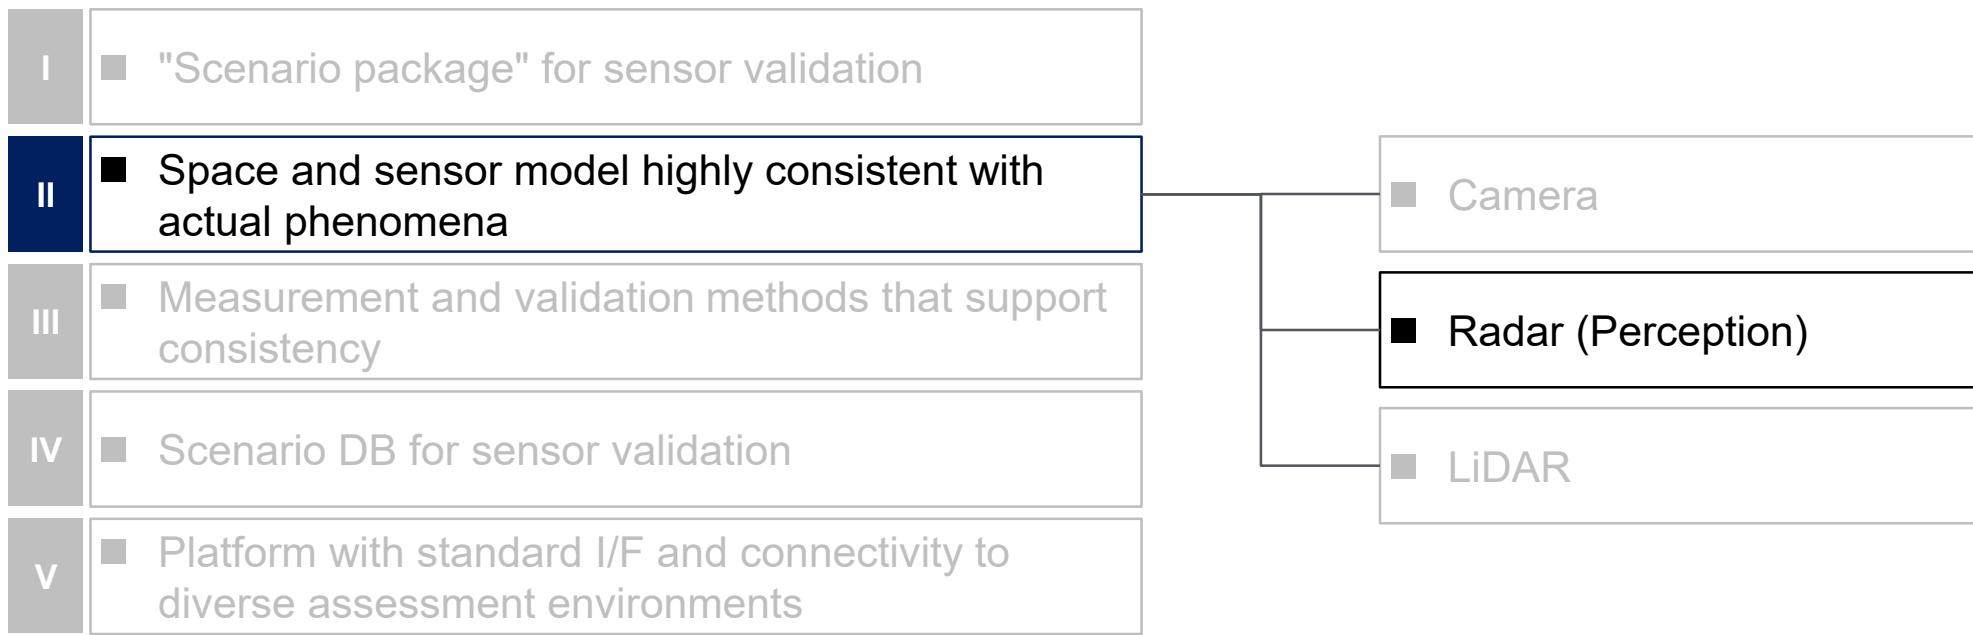 I
■ "Scenario package" for sensor validation
II
■ Space and sensor model highly consistent with
actual phenomena
III
■ Measurement and validation methods that support
consistency
IV
■ Scenario DB for sensor validation
V
■ Platform with standard I/F and connectivity to
diverse assessment environments
■ Camera
■ Radar (Perception)
■ LiDAR